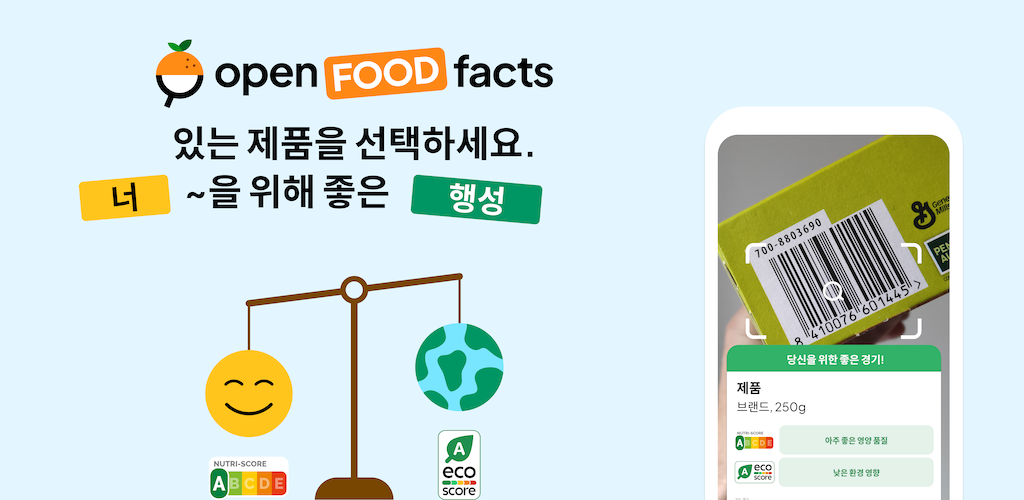 open FOOD facts
있는 제품을 선택하세요.
너 ~을 위해 좋은 행성
NUTRI-SCORE
A B C D E
A
eco
score
700-8803690
8 410076 601445 >
당신을 위한 좋은 경기!
제품
브랜드, 250g
NUTRI-SCORE
A B C D E
아주 좋은 영양 품질
A eco
score
낮은 환경 영향